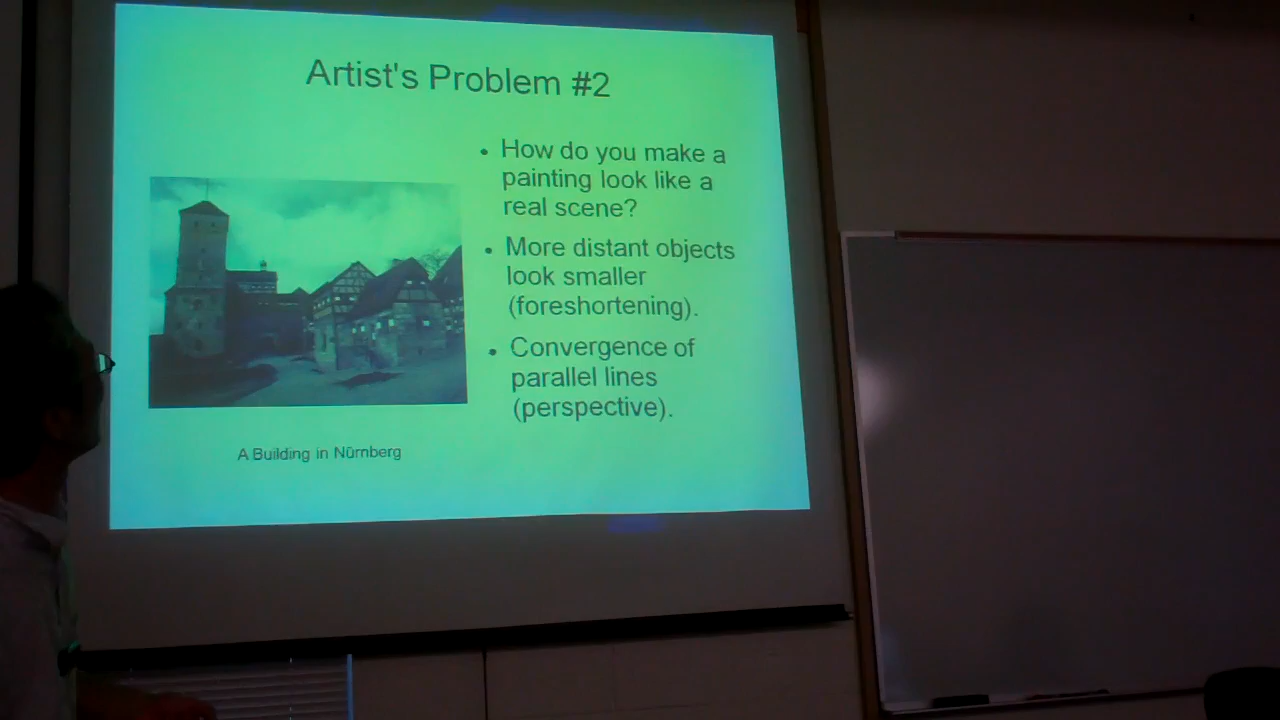 Artist's Problem #2
• How do you make a
painting look like a
real scene?
• More distant objects
look smaller
(foreshortening).
• Convergence of
parallel lines
(perspective).
A Building in Nürnberg